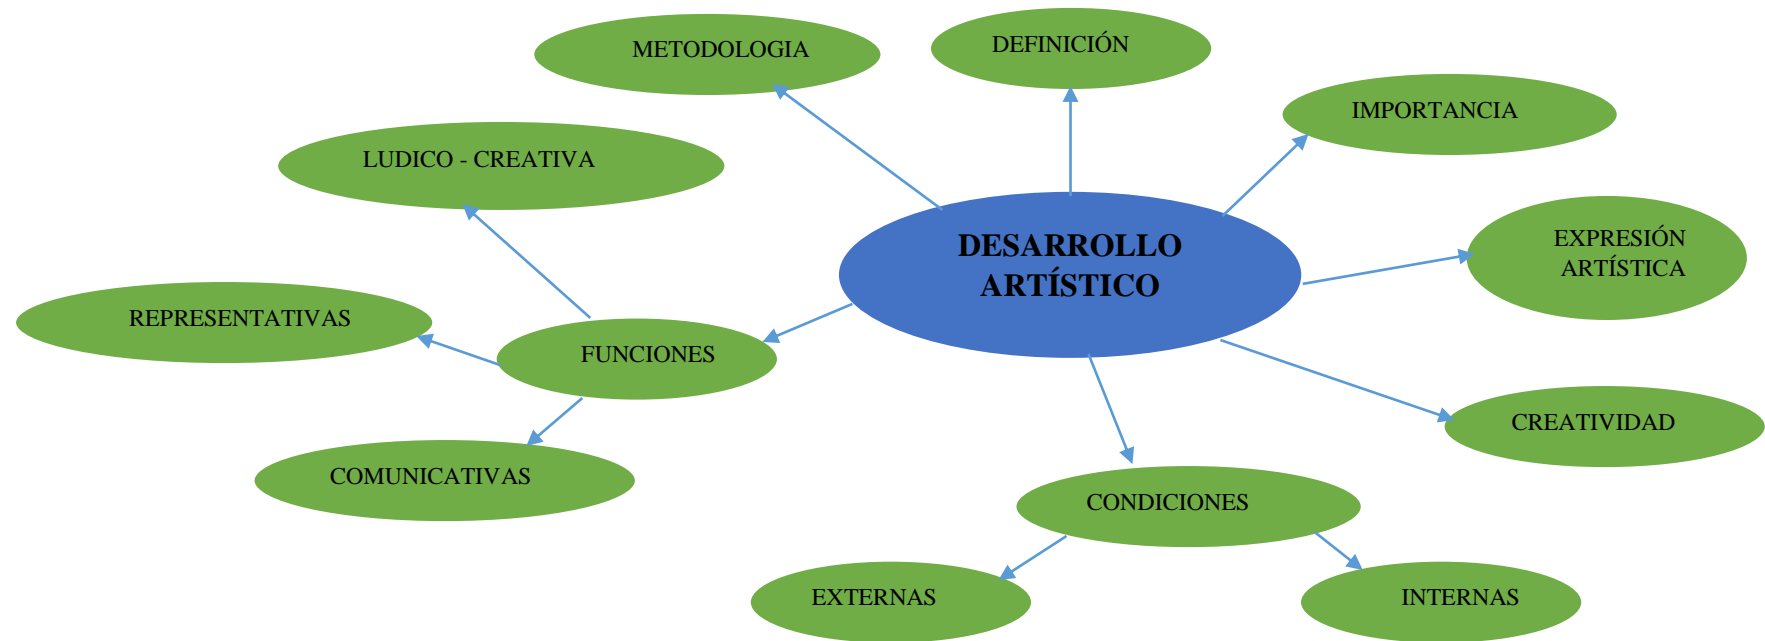 METODOLOGIA
DEFINICIÓN
IMPORTANCIA
LUDICO - CREATIVA
EXPRESIÓN
ARTÍSTICA
DESARROLLO
ARTÍSTICO
REPRESENTATIVAS
FUNCIONES
CREATIVIDAD
COMUNICATIVAS
CONDICIONES
EXTERNAS
INTERNAS